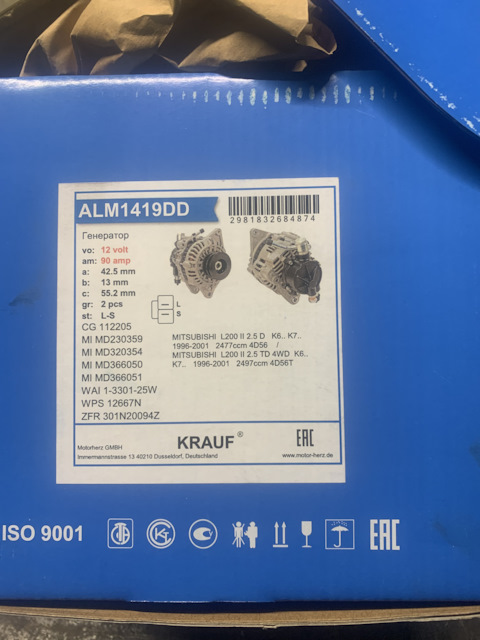 ALM1419DD
2981832684874
Генератор
vo: 12 volt
am: 90 amp
a: 42.5 mm
b: 13 mm
c: 55.2 mm
gr: 2 pcs
st: L-S
L
S
CG 112205
MI MD230359
MI MD320354
MI MD366050
MI MD366051
WAI 1-3301-25W
WPS 12667N
ZFR 301N20094Z
MITSUBISHI L200 II 2.5 D K6.. K7..
1996-2001 2477ccm 4D56 /
MITSUBISHI L200 II 2.5 TD 4WD K6..
K7.. 1996-2001 2497ccm 4D56T
KRAUF®
EAC
Motorherz GMBH
Immermannstrasse 13 40210 Dusseldorf, Deutschland
www.motor-herz.de
ISO 9001
EAC